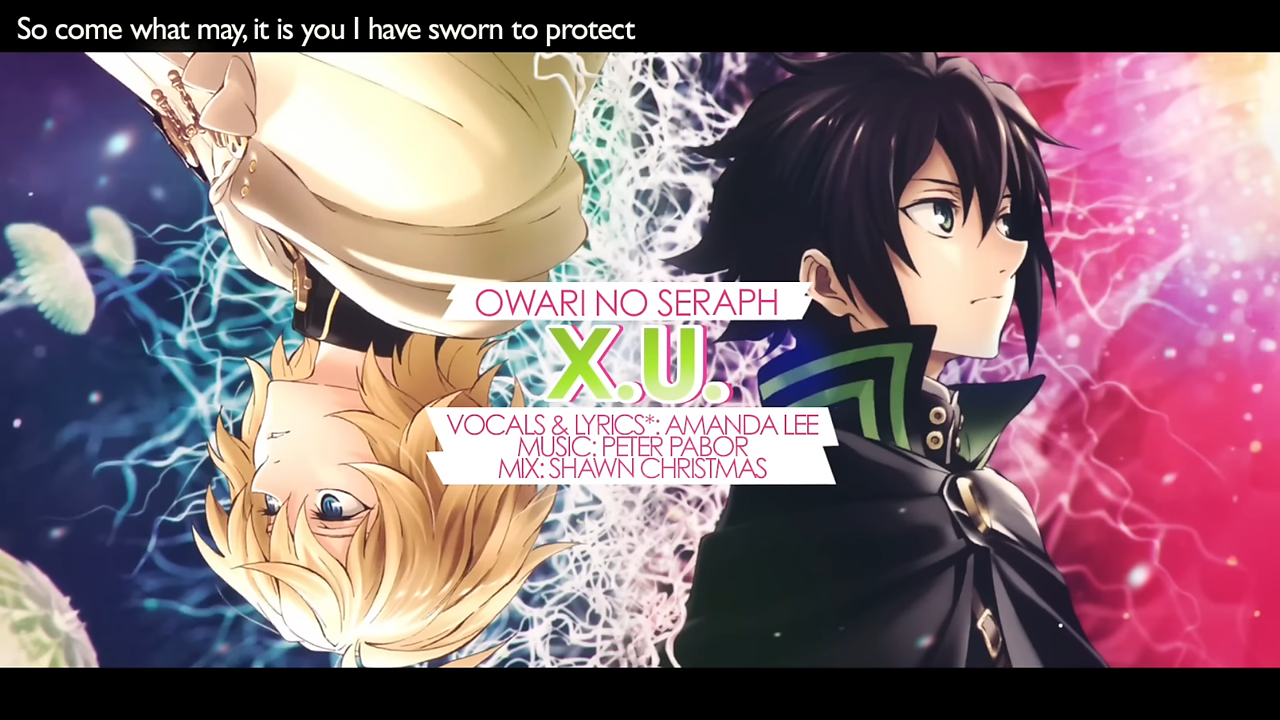 So come what may, it is you I have sworn to protect
OWARI NO SERAPH
X.U.
VOCALS & LYRICS*: AMANDA LEE
MUSIC: PETER PABOR
MIX: SHAWN CHRISTMAS